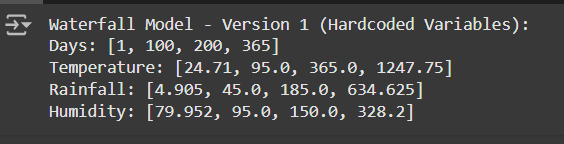 Waterfall Model - Version 1 (Hardcoded Variables):
Days: [1, 100, 200, 365]
Temperature: [24.71, 95.0, 365.0, 1247.75]
Rainfall: [4.905, 45.0, 185.0, 634.625]
Humidity: [79.952, 95.0, 150.0, 328.2]